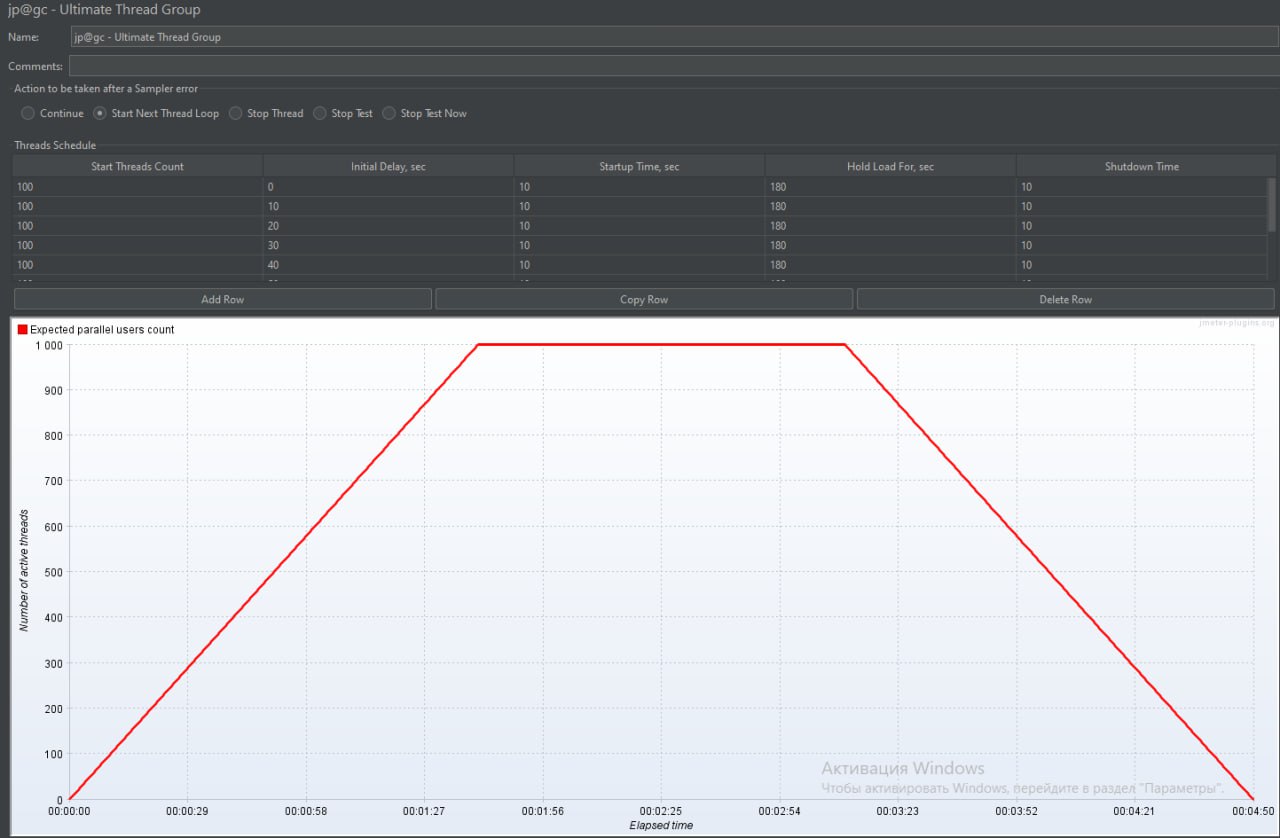 jp@gc - Ultimate Thread Group
Name: jp@gc - Ultimate Thread Group
Comments:
Action to be taken after a Sampler error
Continue Start Next Thread Loop Stop Thread Stop Test Stop Test Now
Threads Schedule
Start Threads Count Initial Delay, sec Startup Time, sec Hold Load For, sec Shutdown Time
100 0 10 180 10
100 10 10 180 10
100 20 10 180 10
100 30 10 180 10
100 40 10 180 10
Add Row Copy Row Delete Row
Expected parallel users count
jmeter-plugins.org
1 000
900
800
700
600
500
400
300
200
100
0
Number of active threads
Активация Windows
Чтобы активировать Windows, перейдите в раздел "Параметры".
00:00:00 00:00:29 00:00:58 00:01:27 00:01:56 00:02:25 00:02:54 00:03:23 00:03:52 00:04:21 00:04:50
Elapsed time